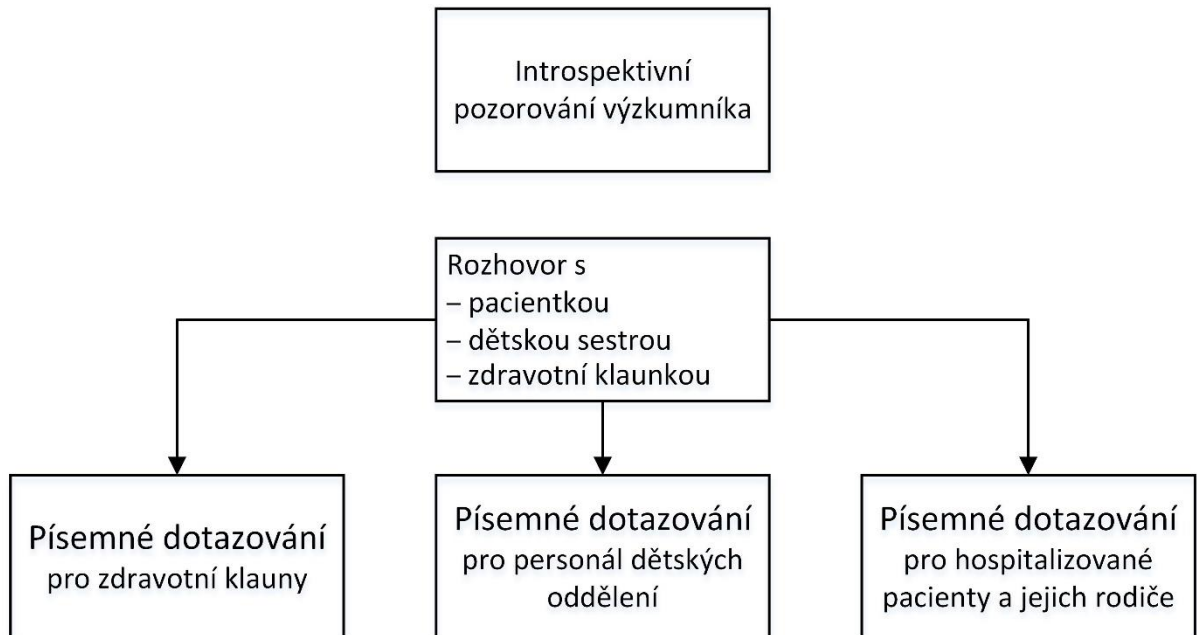 Introspektivní
pozorování výzkumníka
Rozhovor s
– pacientkou
– dětskou sestrou
– zdravotní klaunkou
Písemné dotazování
pro zdravotní klauny
Písemné dotazování
pro personál dětských
oddělení
Písemné dotazování
pro hospitalizované
pacienty a jejich rodiče